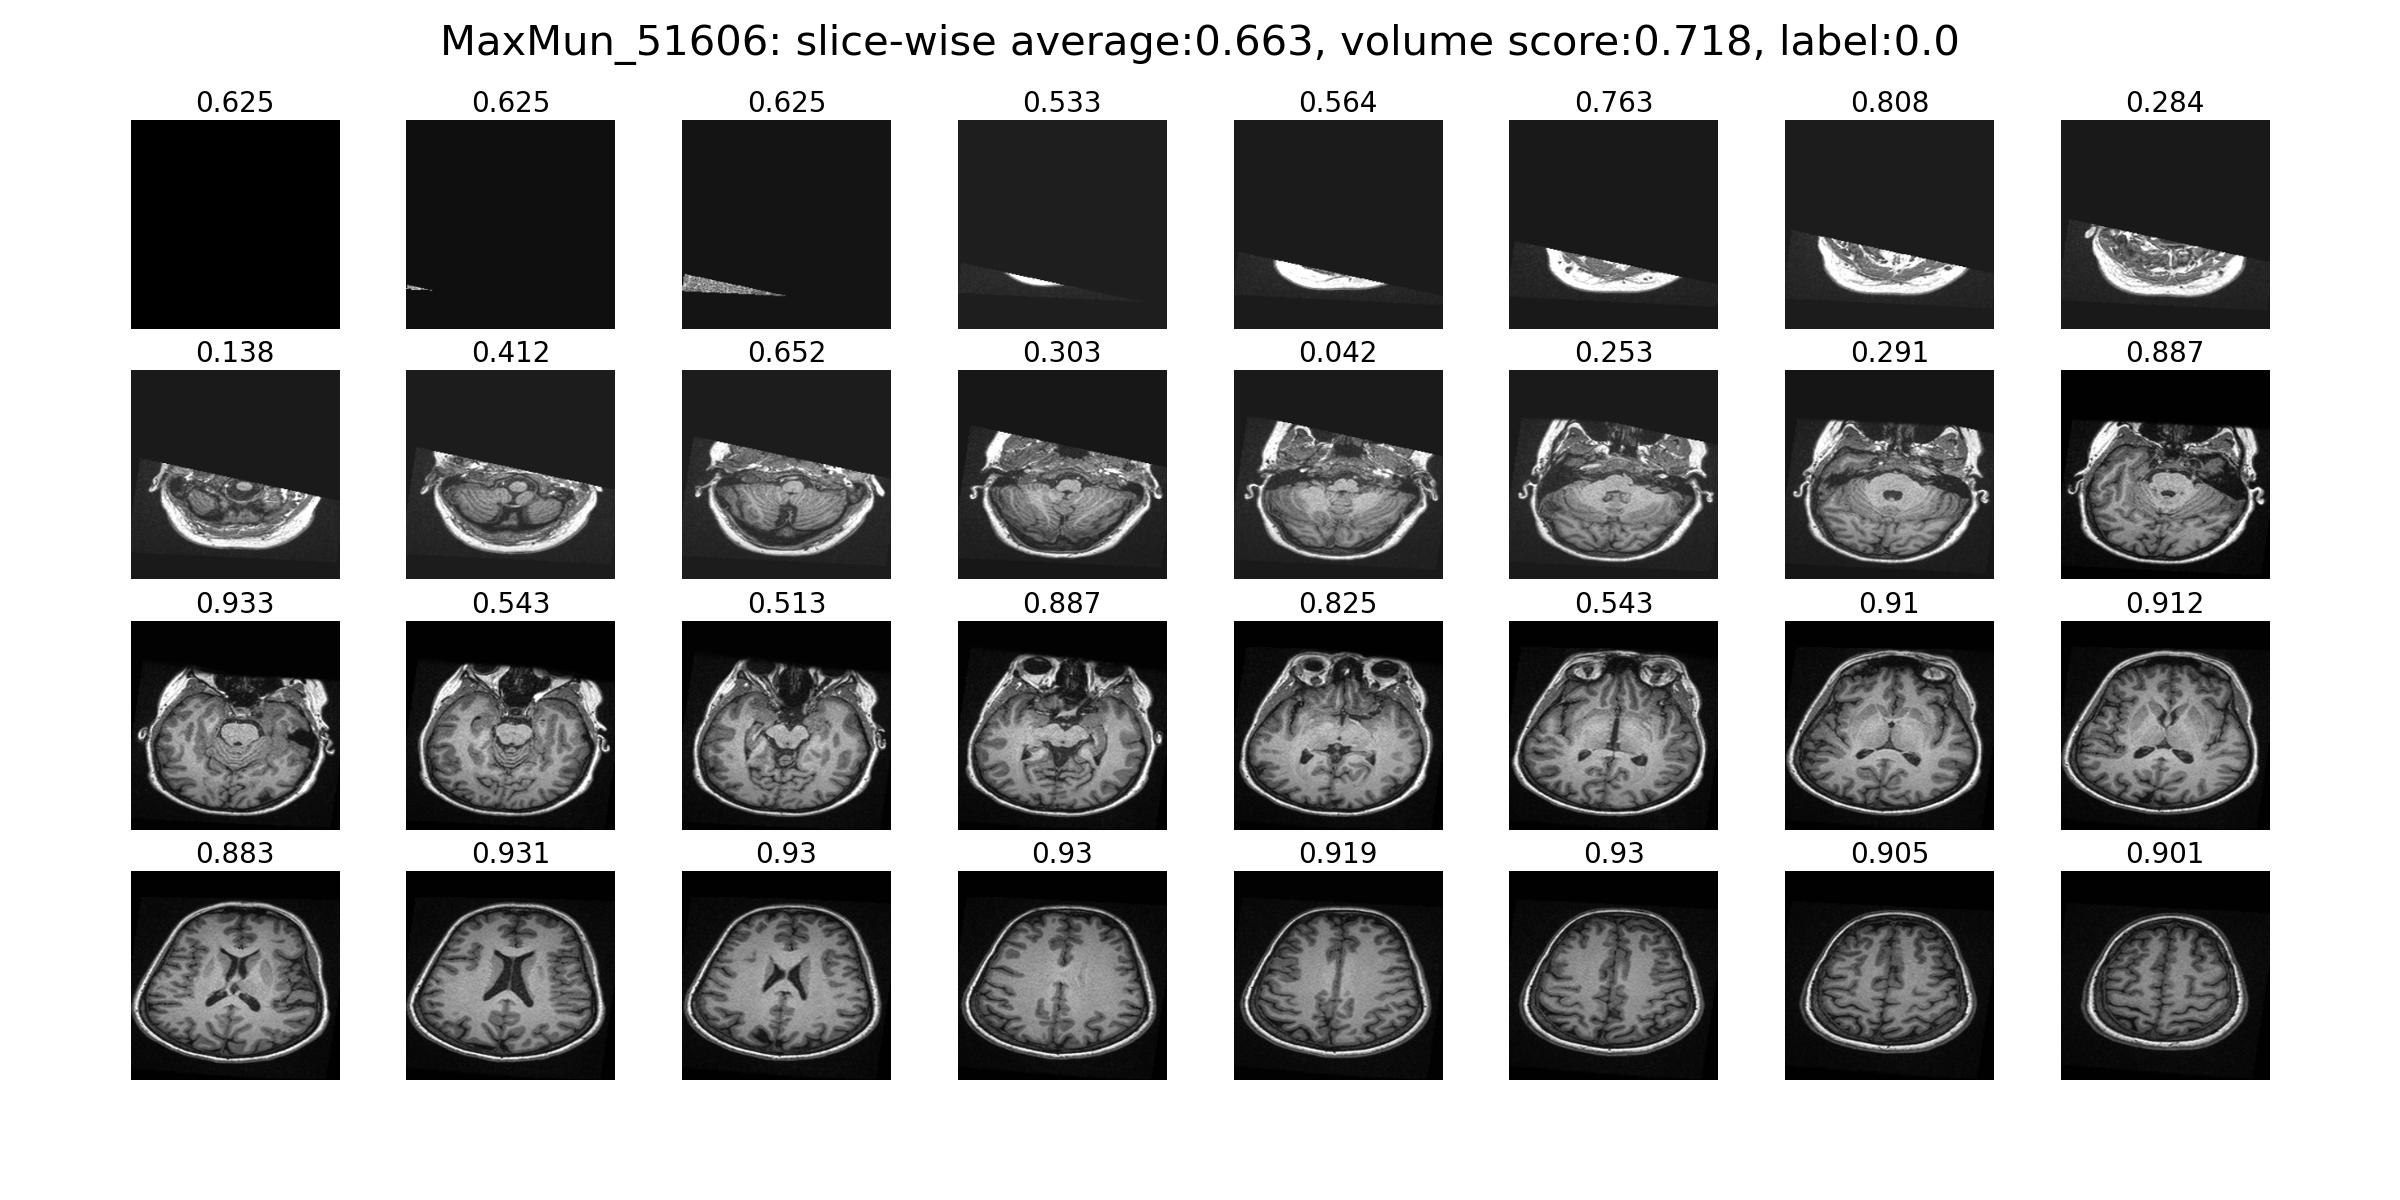 MaxMun_51606: slice-wise average:0.663, volume score:0.718, label:0.0
0.625 0.625 0.625 0.533 0.564 0.763 0.808 0.284
0.138 0.412 0.652 0.303 0.042 0.253 0.291 0.887
0.933 0.543 0.513 0.887 0.825 0.543 0.91 0.912
0.883 0.931 0.93 0.93 0.919 0.93 0.905 0.901